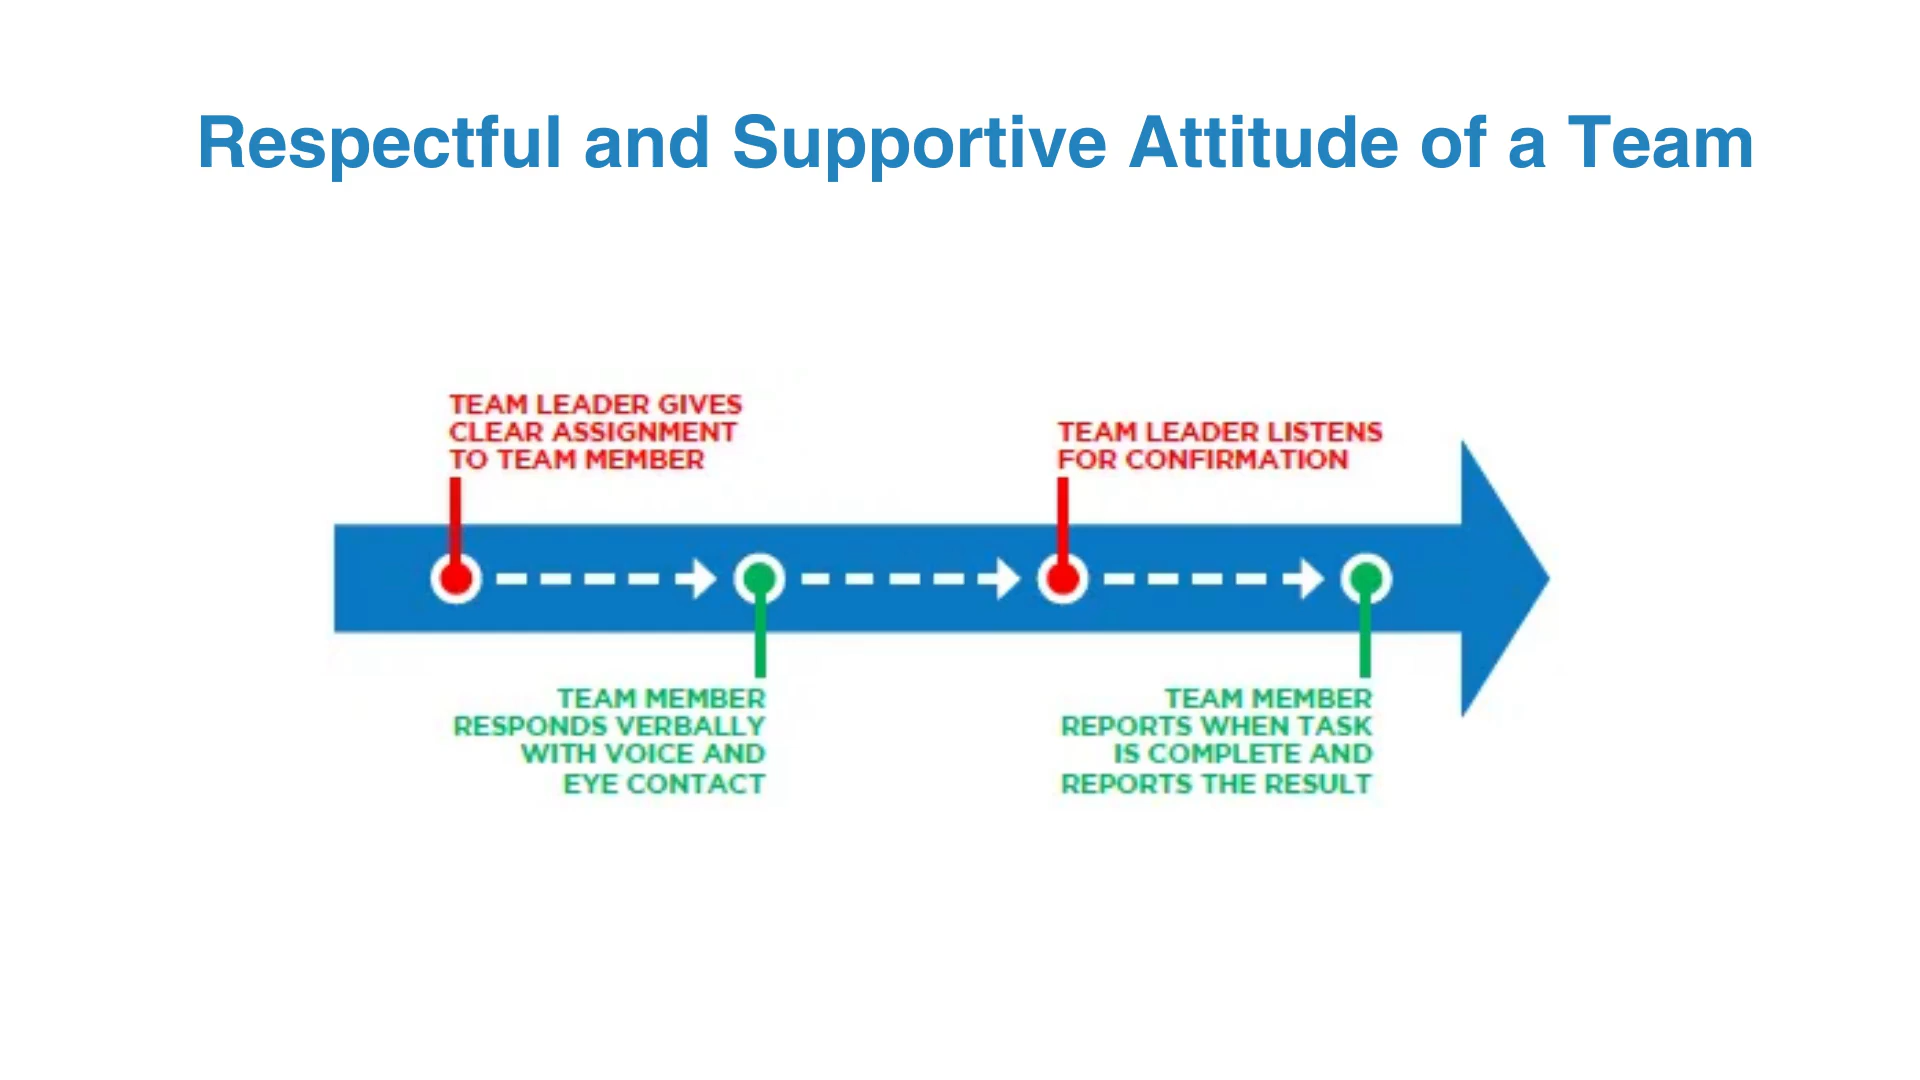 Respectful and Supportive Attitude of a Team
TEAM LEADER GIVES
CLEAR ASSIGNMENT
TO TEAM MEMBER
TEAM MEMBER
RESPONDS VERBALLY
WITH VOICE AND
EYE CONTACT
TEAM LEADER LISTENS
FOR CONFIRMATION
TEAM MEMBER
REPORTS WHEN TASK
IS COMPLETE AND
REPORTS THE RESULT